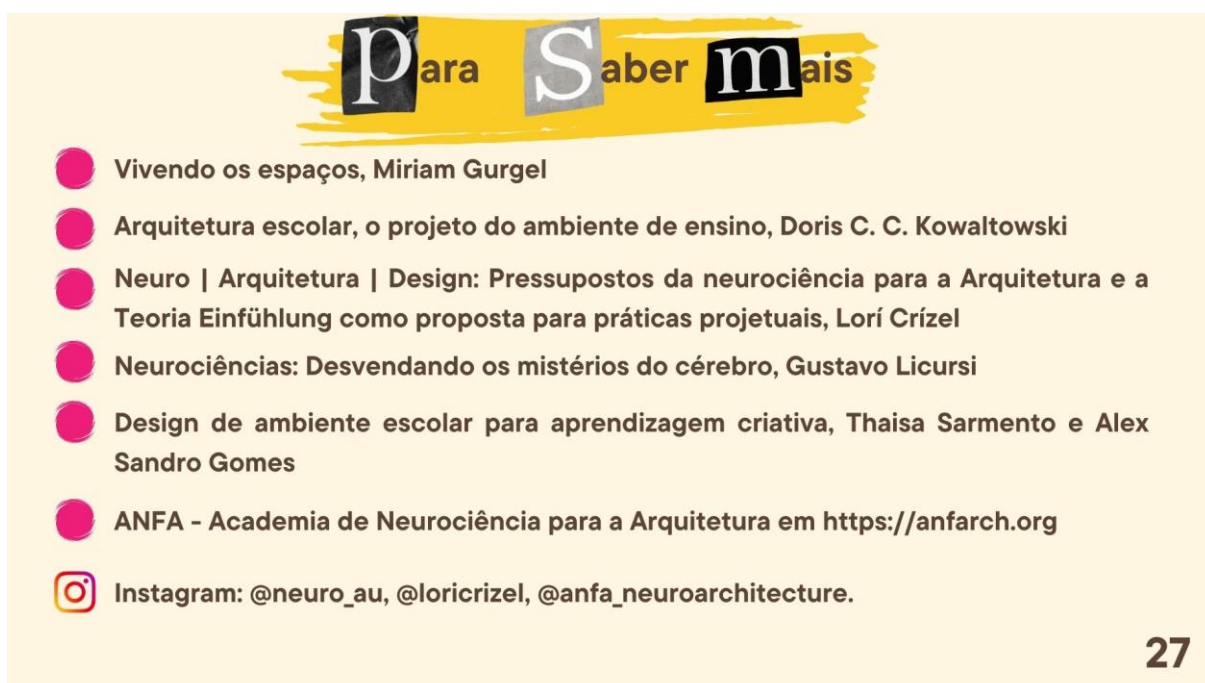 Para Saber mais
Vivendo os espaços, Miriam Gurgel
Arquitetura escolar, o projeto do ambiente de ensino, Doris C. C. Kowaltowski
Neuro | Arquitetura | Design: Pressupostos da neurociência para a Arquitetura e a
Teoria Einfühlung como proposta para práticas projetuais, Lorí Crízel
Neurociências: Desvendando os mistérios do cérebro, Gustavo Licursi
Design de ambiente escolar para aprendizagem criativa, Thaisa Sarmento e Alex
Sandro Gomes
ANFA - Academia de Neurociência para a Arquitetura em https://anfarch.org
Instagram: @neuro_au, @loricrizel, @anfa_neuroarchitecture.
27